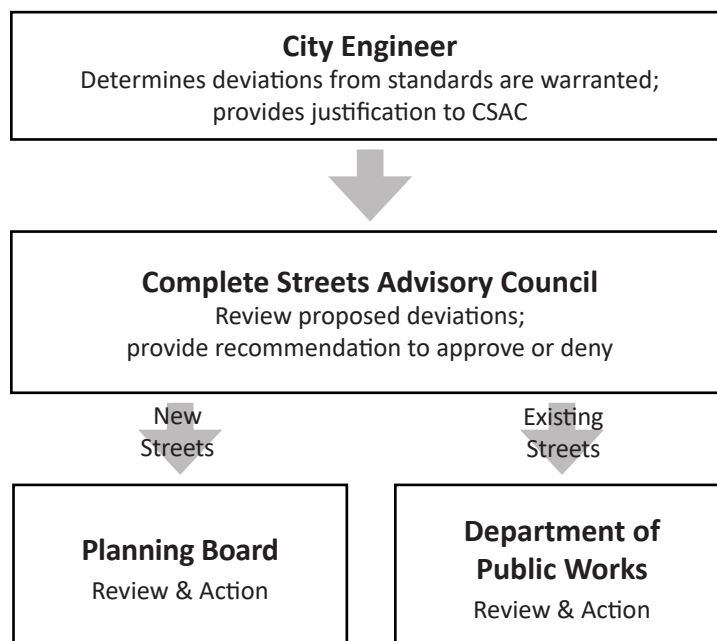 City Engineer
Determines deviations from standards are warranted;
provides justification to CSAC
Complete Streets Advisory Council
Review proposed deviations;
provide recommendation to approve or deny
New
Streets
Existing
Streets
Planning Board
Review & Action
Department of
Public Works
Review & Action